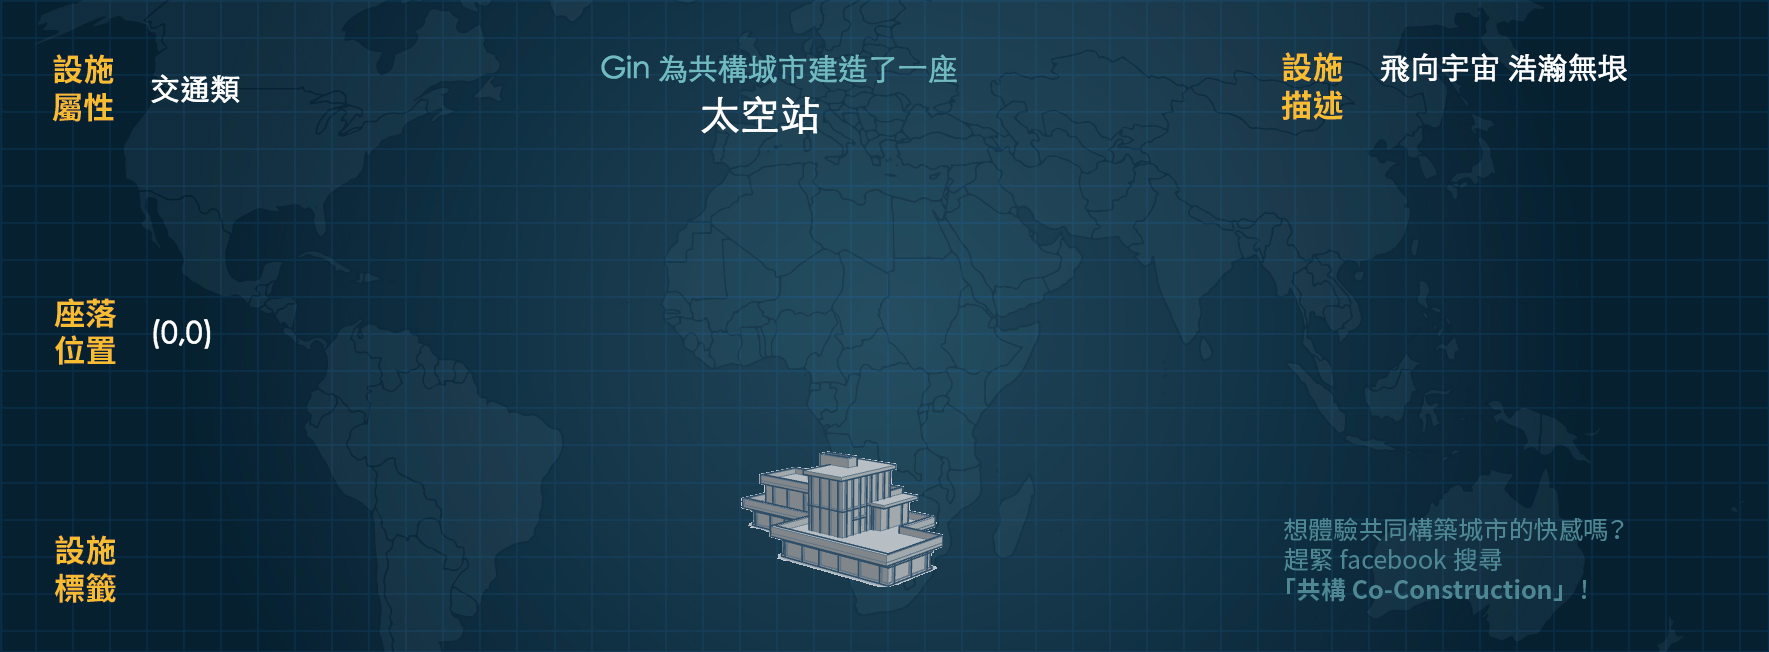 設施
屬性
交通類
Gin 為共構城市建造了一座
太空站
設施
描述
飛向宇宙 浩瀚無垠
座落
位置
(0,0)
設施
標籤
想體驗共同構築城市的快感嗎？
趕緊 facebook 搜尋
「共構 Co-Construction」！